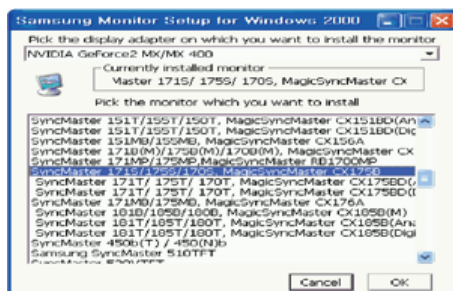 Samsung Monitor Setup for Windows 2000
Pick the display adapter on which you want to install the monitor
NVIDIA GeForce2 MX/MX 400
Currently installed monitor
Master 171S/ 175S/ 170S, MagicSyncMaster CX
Pick the monitor which you want to install
SyncMaster 151T/155T/150T, MagicSyncMaster CX151BD(An
SyncMaster 151T/155T/150T, MagicSyncMaster CX151BD(Dig
SyncMaster 151MB/155MB, MagicSyncMaster CX156A
SyncMaster 171B(M)/175B(M)/170B(M), MagicSyncMaster CX
SyncMaster 171MP/175MP,MagicSyncMaster RB1700MP
SyncMaster 171S/175S/170S, MagicSyncMaster CX175B
SyncMaster 171T/ 175T/ 170T, MagicSyncMaster CX175BD(
SyncMaster 171T/ 175T/ 170T, MagicSyncMaster CX175BD(
SyncMaster 171MB/175MB, MagicSyncMaster CX176A
SyncMaster 181B/185B/180B, MagicSyncMaster CX185B(M)
SyncMaster 181T/185T/180T, MagicSyncMaster CX185B(Ana
SyncMaster 181T/185T/180T, MagicSyncMaster CX185B(Digi
SyncMaster 450b(T) / 450(N)b
Samsung SyncMaster 510TFT
Cancel
OK